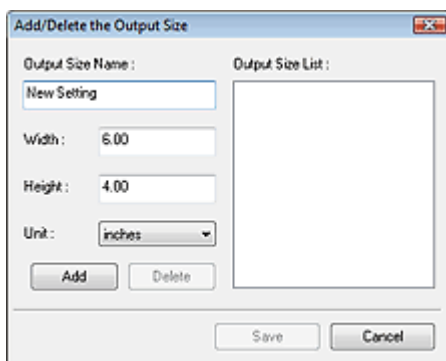 Add/Delete the Output Size
Output Size Name :
Output Size List :
New Setting
Width :
6.00
Height :
4.00
Unit :
inches
Add
Delete
Save
Cancel